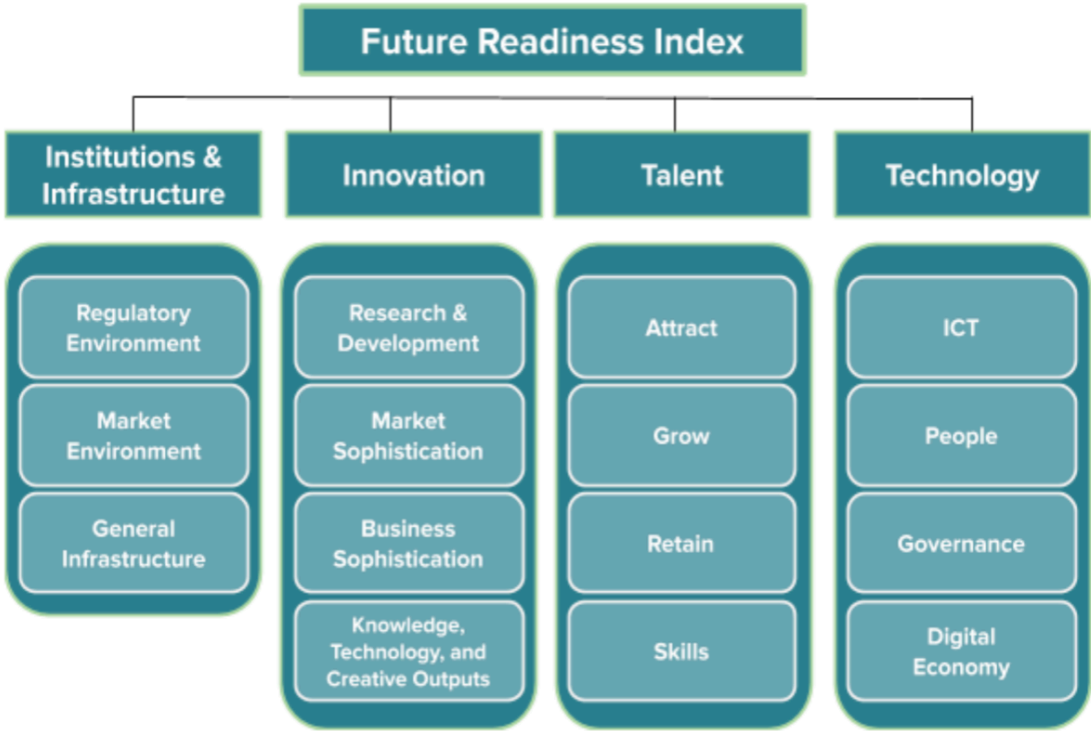 Future Readiness Index
Institutions &
Infrastructure
Regulatory
Environment
Market
Environment
General
Infrastructure
Innovation
Research &
Development
Market
Sophistication
Business
Sophistication
Knowledge,
Technology, and
Creative Outputs
Talent
Attract
Grow
Retain
Skills
Technology
ICT
People
Governance
Digital
Economy